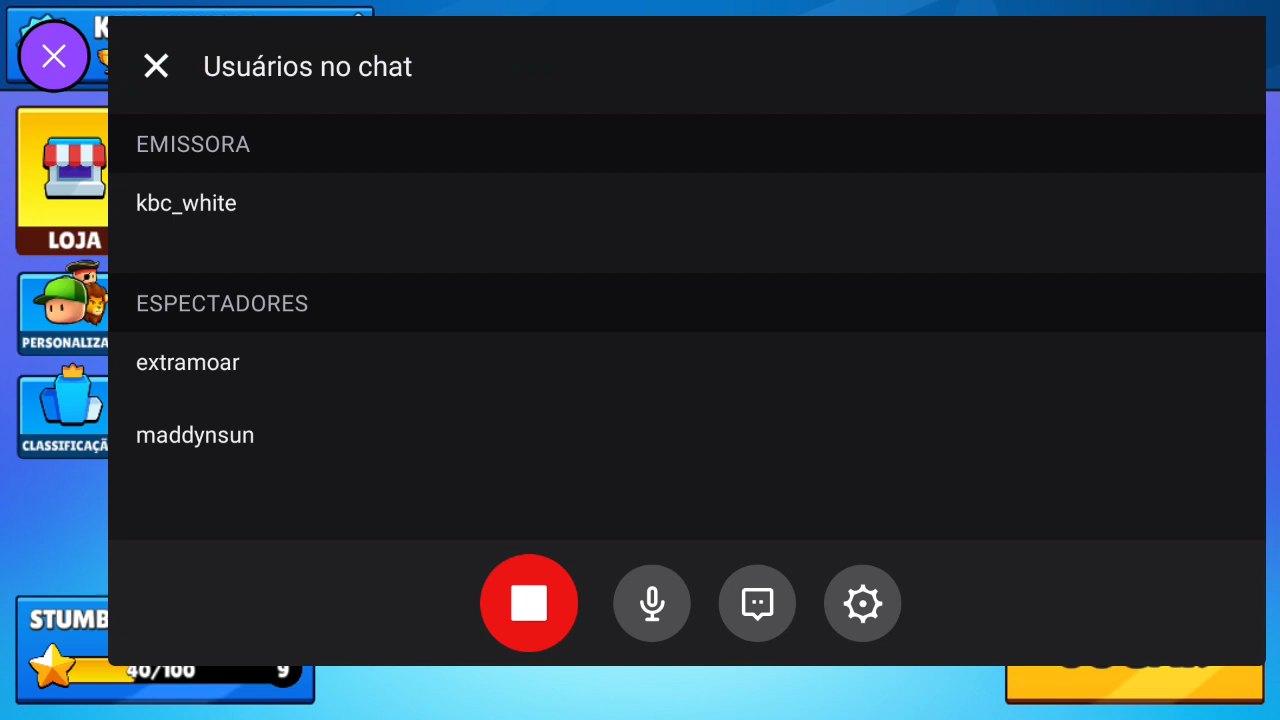 K
Usuários no chat
EMISSORA
kbc_white
LOJA
ESPECTADORES
PERSONALIZA
extramoar
maddynsun
CLASSIFICAÇÃ
STUMB
40/100
9